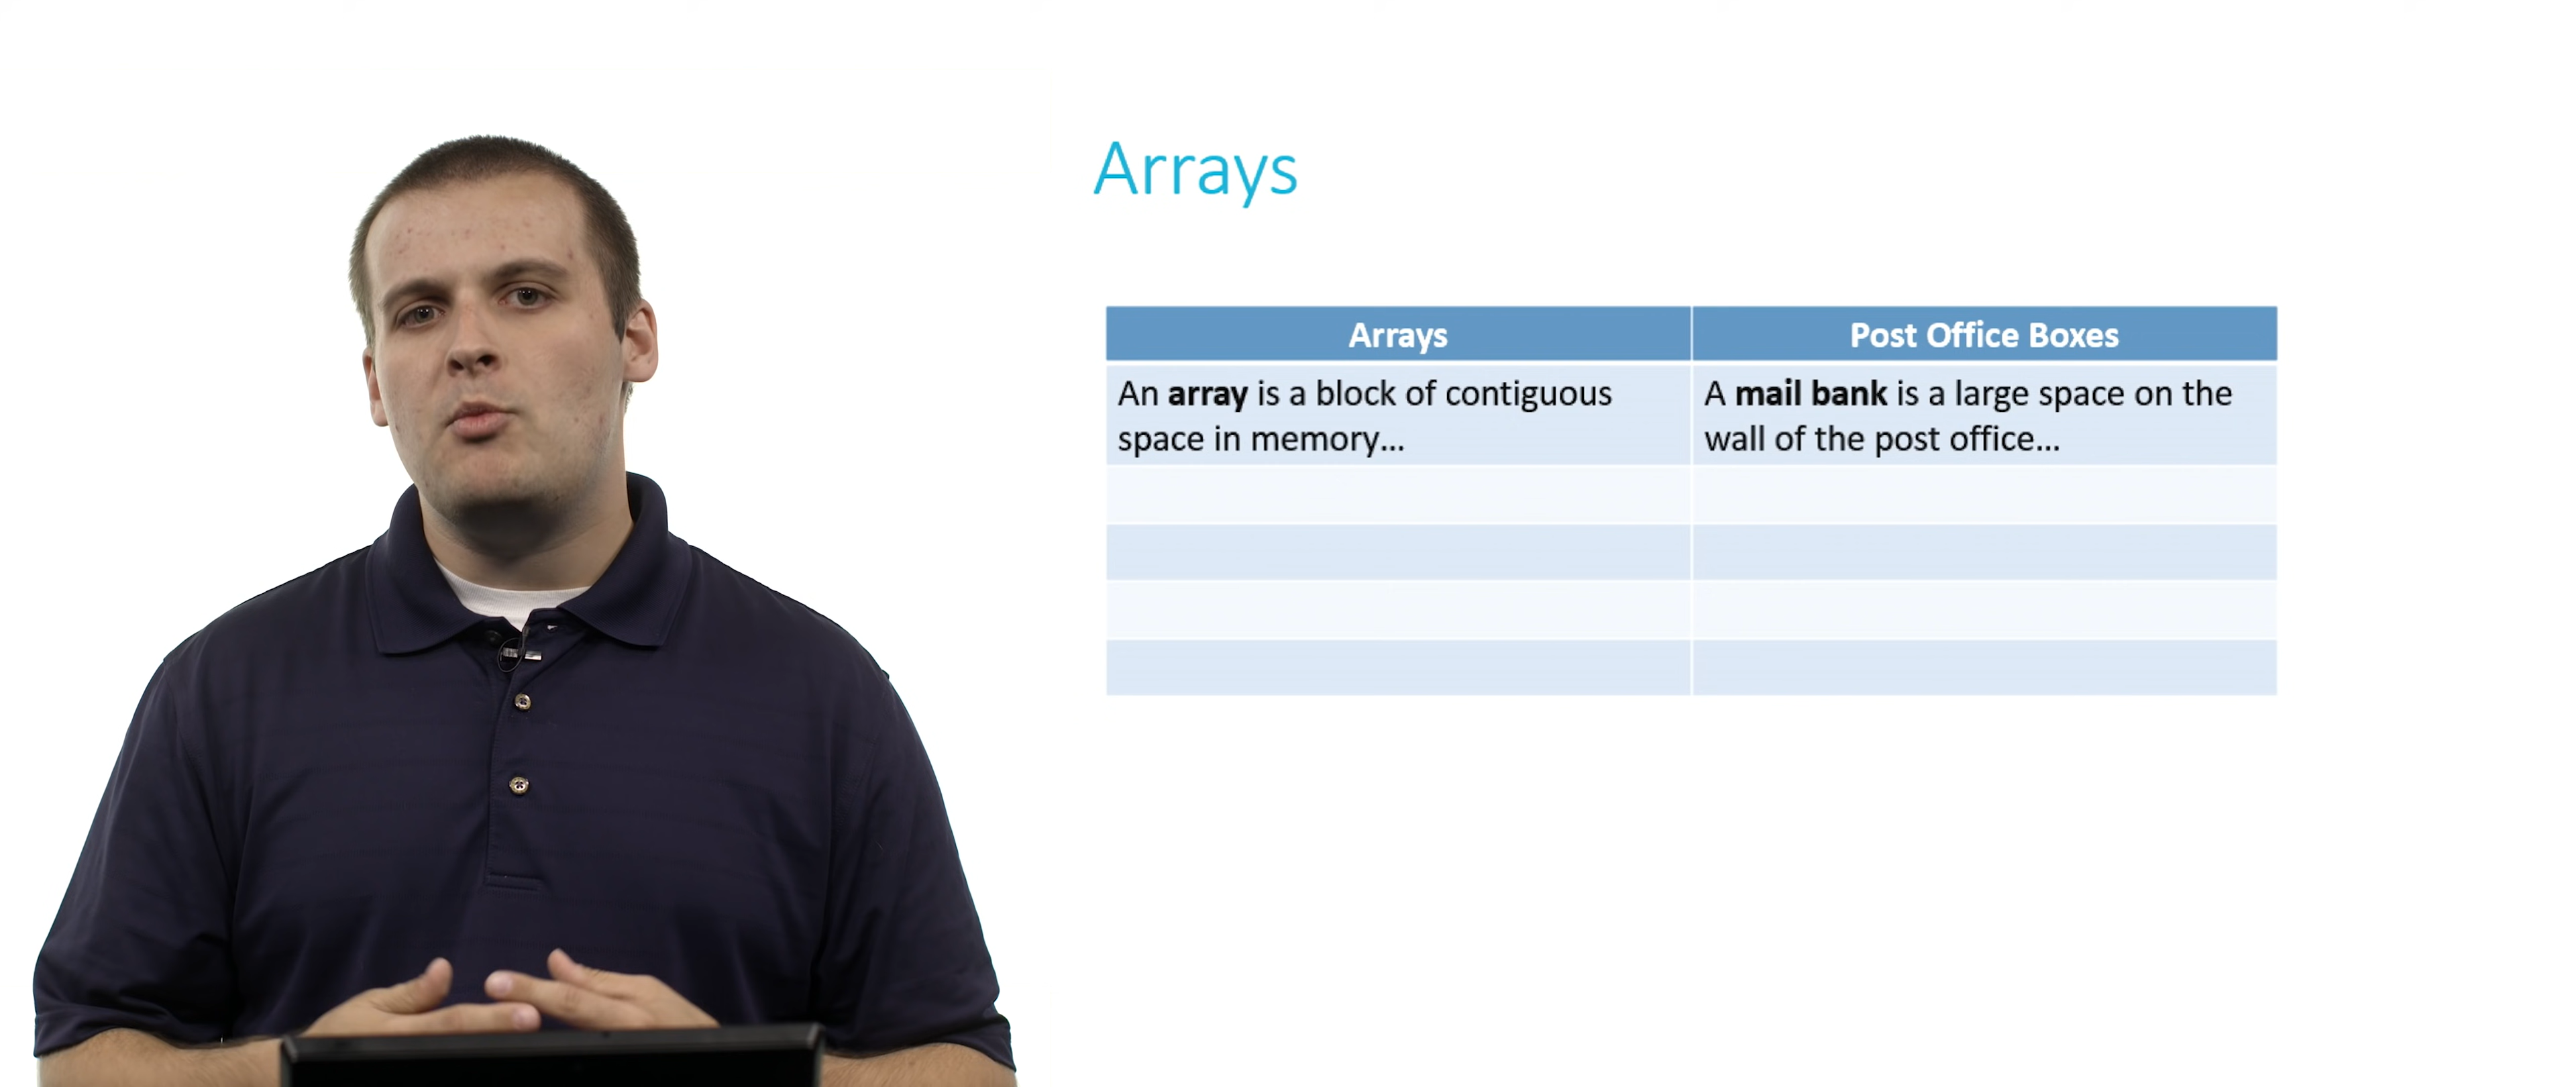 Arrays
Arrays
Post Office Boxes
An array is a block of contiguous
space in memory...
A mail bank is a large space on the
wall of the post office...